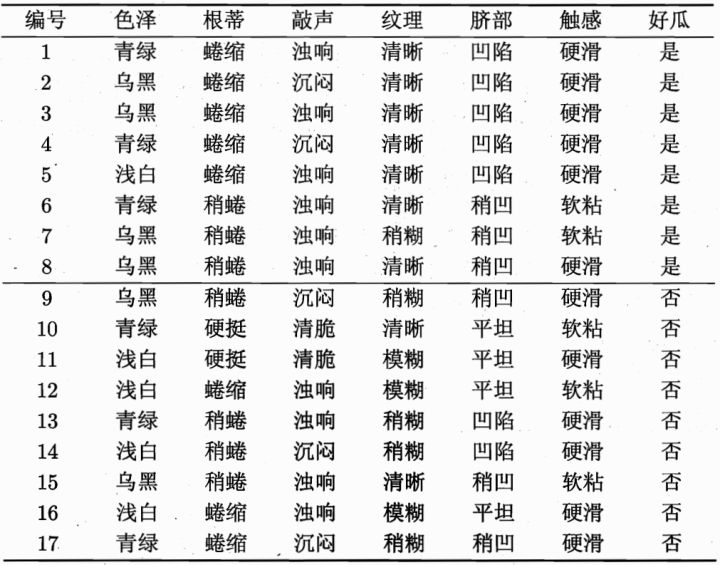 编号 色泽 根蒂 敲声 纹理 脐部 触感 好瓜
1 青绿 蜷缩 浊响 清晰 凹陷 硬滑 是
2 乌黑 蜷缩 沉闷 清晰 凹陷 硬滑 是
3 乌黑 蜷缩 浊响 清晰 凹陷 硬滑 是
4 青绿 蜷缩 沉闷 清晰 凹陷 硬滑 是
5 浅白 蜷缩 浊响 清晰 凹陷 硬滑 是
6 青绿 稍蜷 浊响 清晰 稍凹 软粘 是
7 乌黑 稍蜷 浊响 稍糊 稍凹 软粘 是
8 乌黑 稍蜷 浊响 清晰 稍凹 硬滑 是
9 乌黑 稍蜷 沉闷 稍糊 稍凹 硬滑 否
10 青绿 硬挺 清脆 清晰 平坦 软粘 否
11 浅白 硬挺 清脆 模糊 平坦 硬滑 否
12 浅白 蜷缩 浊响 模糊 平坦 软粘 否
13 青绿 稍蜷 浊响 稍糊 凹陷 硬滑 否
14 浅白 稍蜷 沉闷 稍糊 凹陷 硬滑 否
15 乌黑 稍蜷 浊响 清晰 稍凹 软粘 否
16 浅白 蜷缩 浊响 模糊 平坦 硬滑 否
17 青绿 蜷缩 沉闷 稍糊 稍凹 硬滑 否